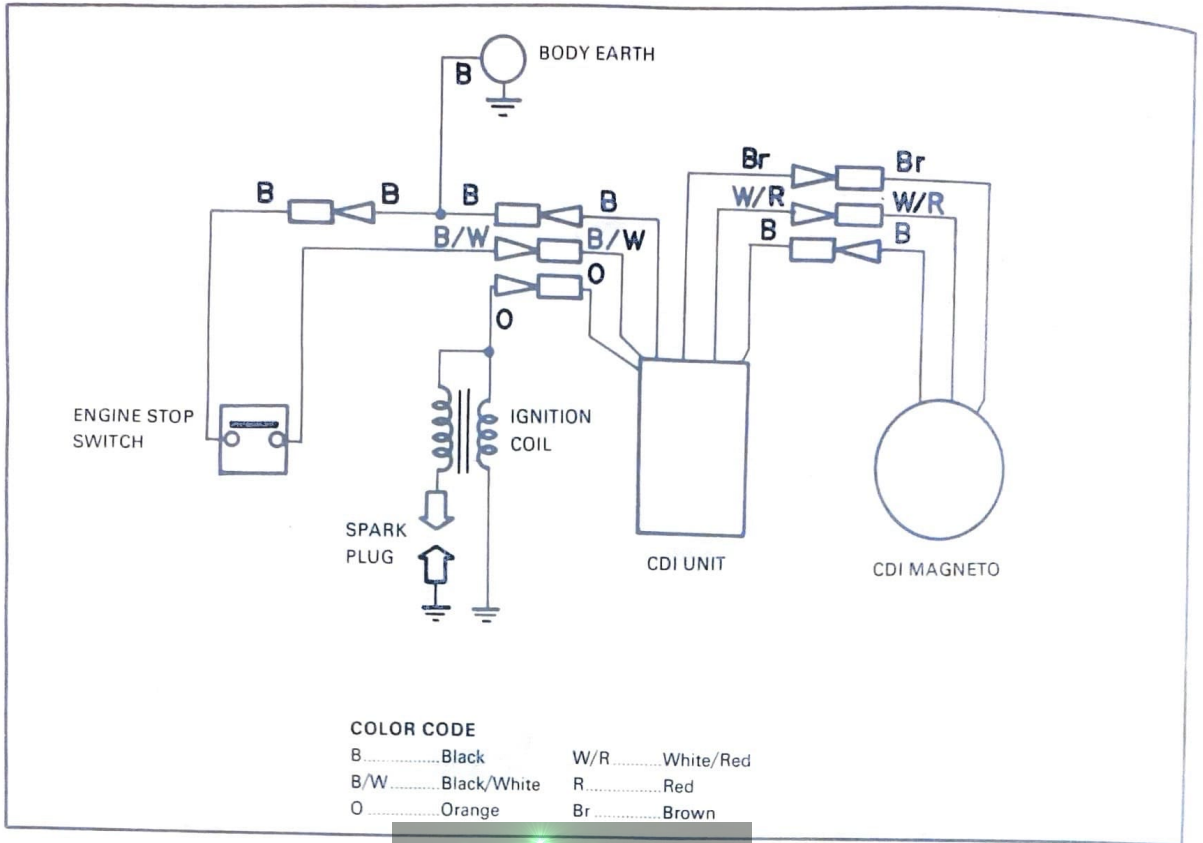 BODY EARTH
B
Br
Br
B
B
B
B
W/R
W/R
B/W
B/W
B
B
O
O
ENGINE STOP
SWITCH
IGNITION
COIL
SPARK
PLUG
CDI UNIT
CDI MAGNETO
COLOR CODE
B..............Black
W/R..........White/Red
B/W..........Black/White
R...............Red
O..............Orange
Br.............Brown